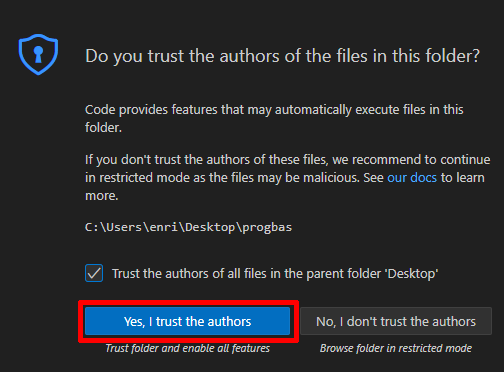 Do you trust the authors of the files in this folder?
Code provides features that may automatically execute files in this
folder.
If you don't trust the authors of these files, we recommend to continue
in restricted mode as the files may be malicious. See our docs to learn
more.
C:\Users\enri\Desktop\progbas
Trust the authors of all files in the parent folder 'Desktop'
Yes, I trust the authors
No, I don't trust the authors
Trust folder and enable all features
Browse folder in restricted mode